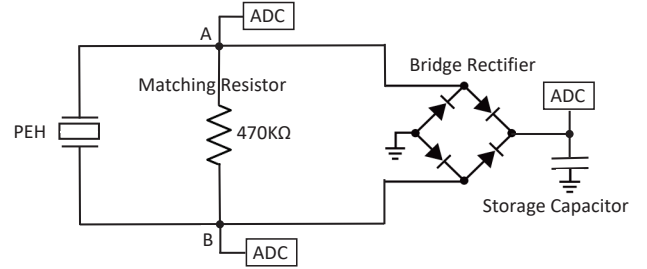 ADC
A
Bridge Rectifier
Matching Resistor
ADC
PEH
470KΩ
Storage Capacitor
B
ADC